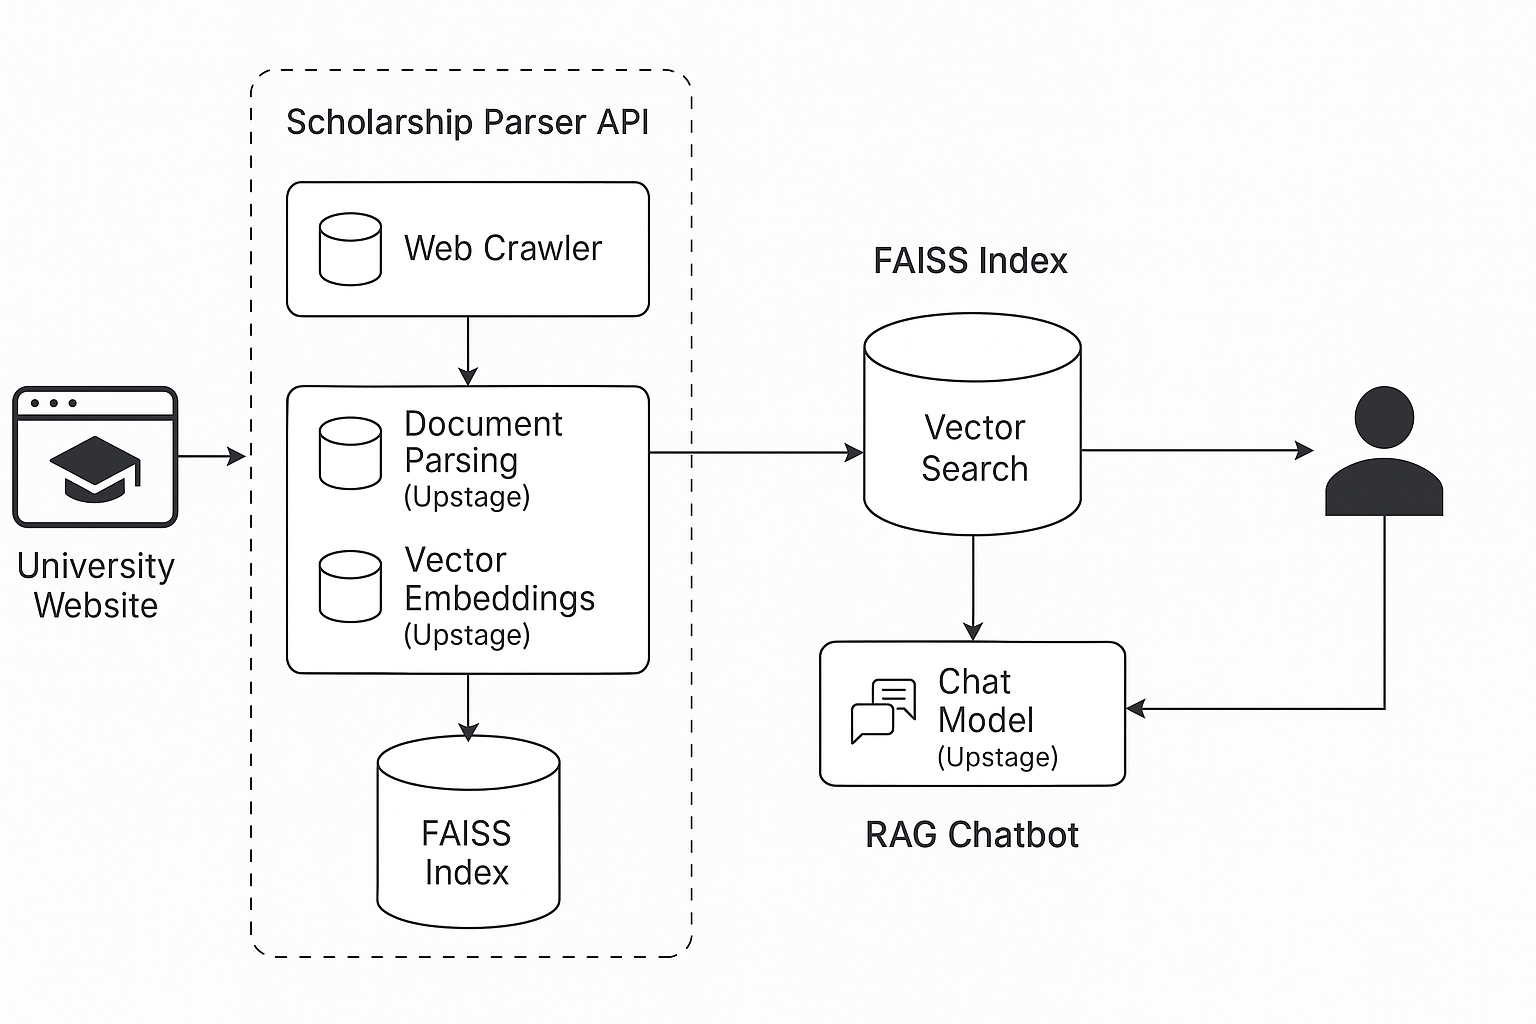 Scholarship Parser API
Web Crawler
Document
Parsing
(Upstage)
Vector
Embeddings
(Upstage)
FAISS
Index
University
Website
FAISS Index
Vector
Search
Chat
Model
(Upstage)
RAG Chatbot